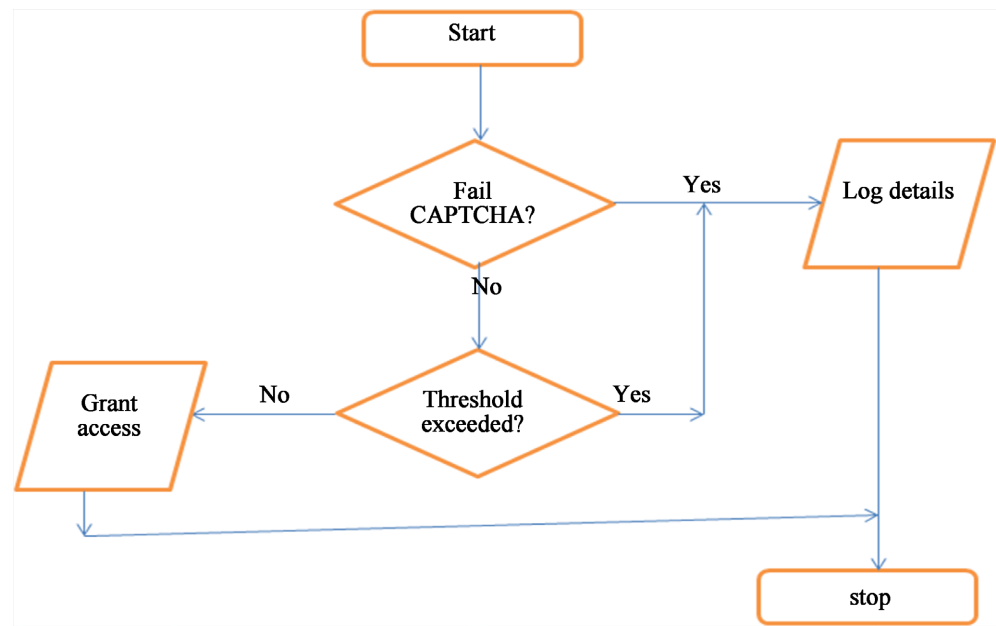 Start
Fail
CAPTCHA?
Yes
Log details
No
Threshold
exceeded?
Yes
No
Grant
access
stop